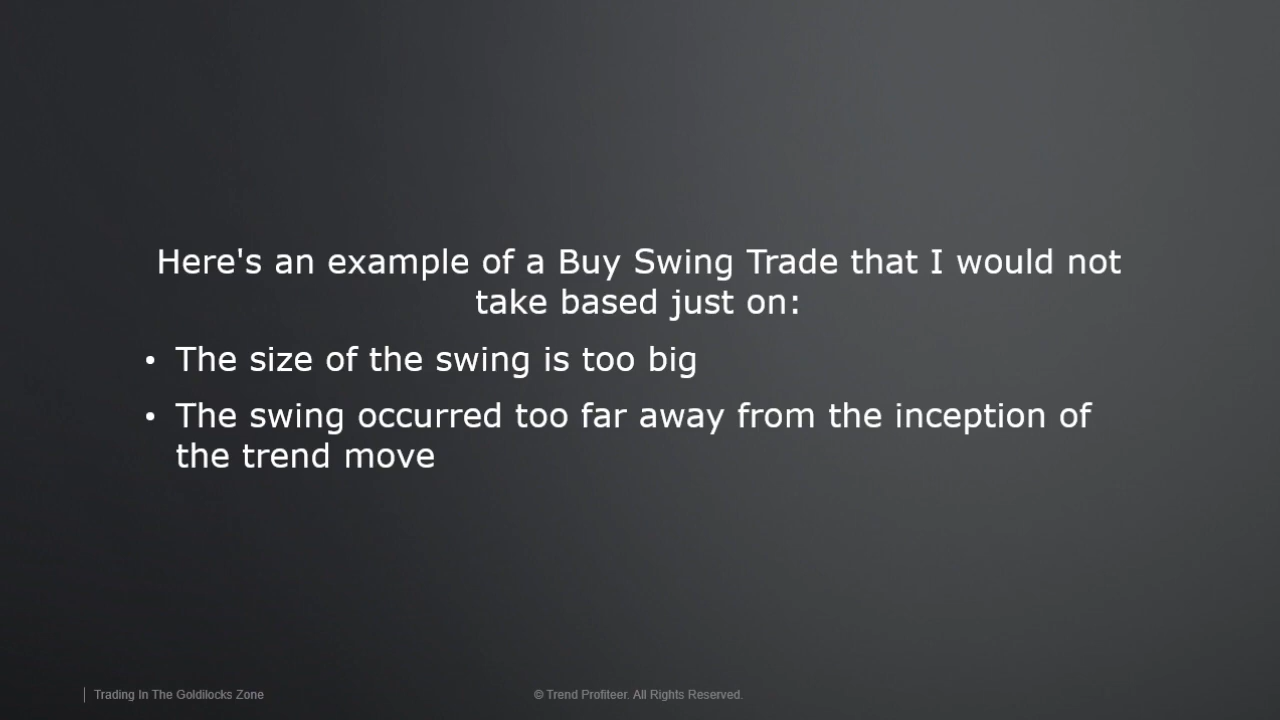 Here's an example of a Buy Swing Trade that I would not
take based just on:
• The size of the swing is too big
• The swing occurred too far away from the inception of
the trend move
Trading In The Goldilocks Zone
© Trend Profiteer. All Rights Reserved.